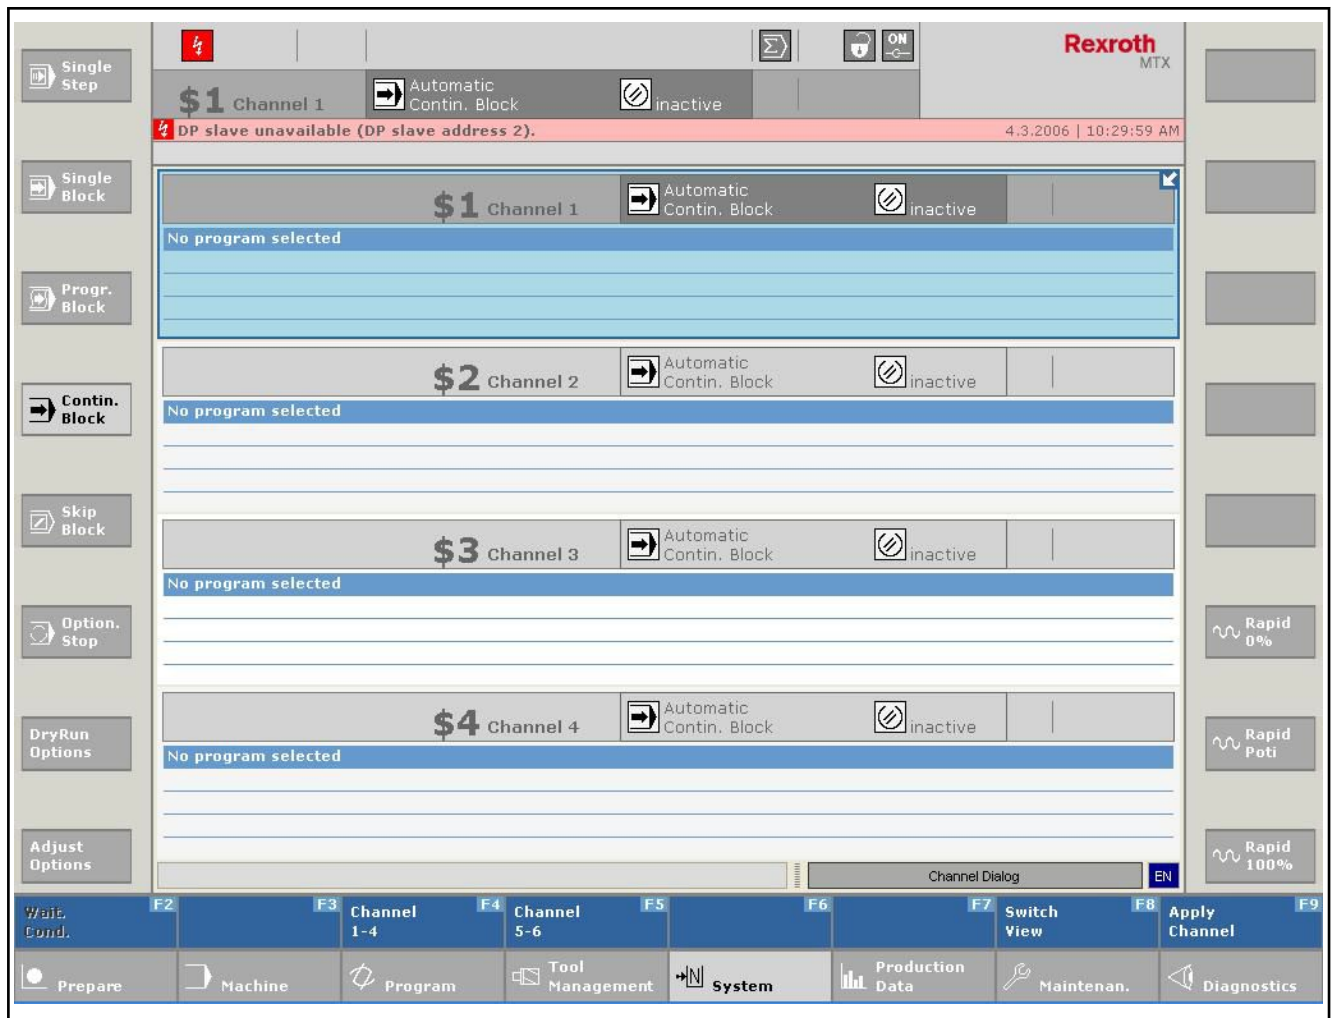 Rexroth
MTX
$1 Channel 1
Automatic
Contin. Block
inactive
ON
DP slave unavailable (DP slave address 2).
4.3.2006 | 10:29:59 AM
Single
Step
Single
Block
Progr.
Block
Contin.
Block
Skip
Block
Option.
Stop
DryRun
Options
Adjust
Options
$1 Channel 1
Automatic
Contin. Block
inactive
No program selected
$2 Channel 2
Automatic
Contin. Block
inactive
No program selected
$3 Channel 3
Automatic
Contin. Block
inactive
No program selected
$4 Channel 4
Automatic
Contin. Block
inactive
No program selected
Rapid
0%
Rapid
Poti
Rapid
100%
Channel Dialog
EN
Wait.
Cond.
F2
F3
Channel
1-4
F4
Channel
5-6
F5
F6
F7
Switch
View
F8
Apply
Channel
F9
Prepare
Machine
Program
Tool
Management
System
Production
Data
Maintenan.
Diagnostics